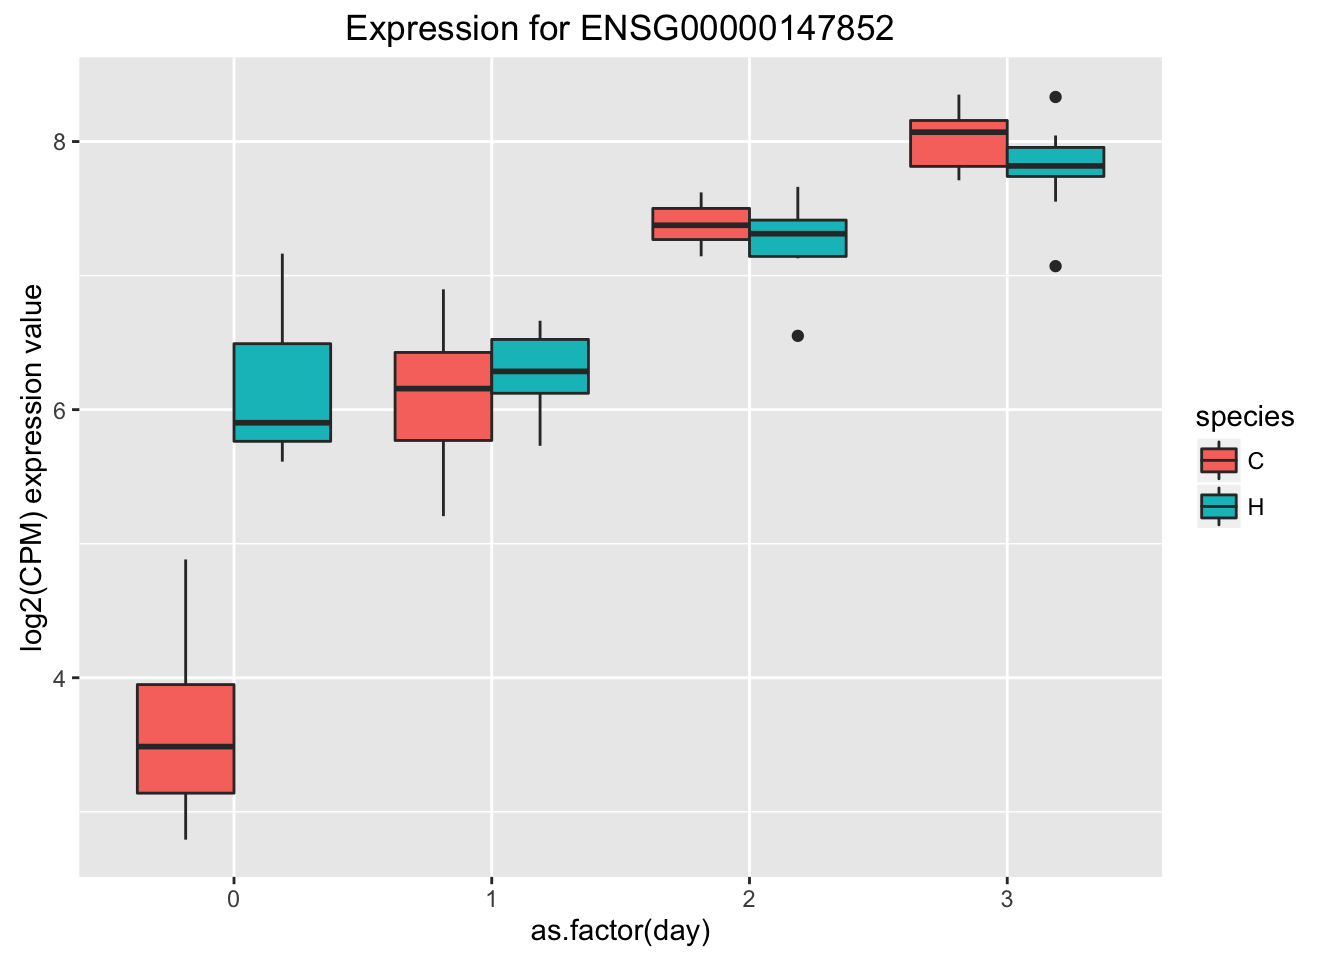 Expression for ENSG00000147852
log2(CPM) expression value
8
6
4
0 1 2 3
as.factor(day)
species
C
H